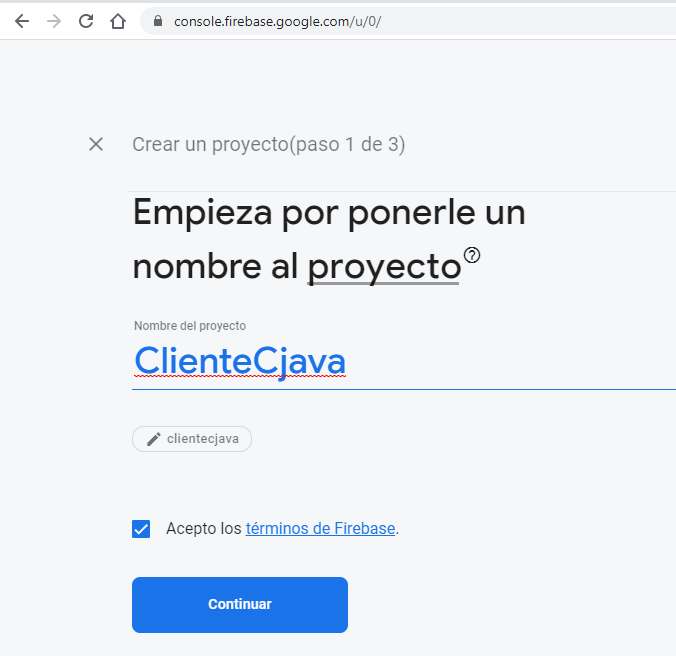 console.firebase.google.com/u/0/
Crear un proyecto(paso 1 de 3)
Empieza por ponerle un
nombre al proyecto?
Nombre del proyecto
ClienteCjava
clientecjava
Acepto los términos de Firebase.
Continuar